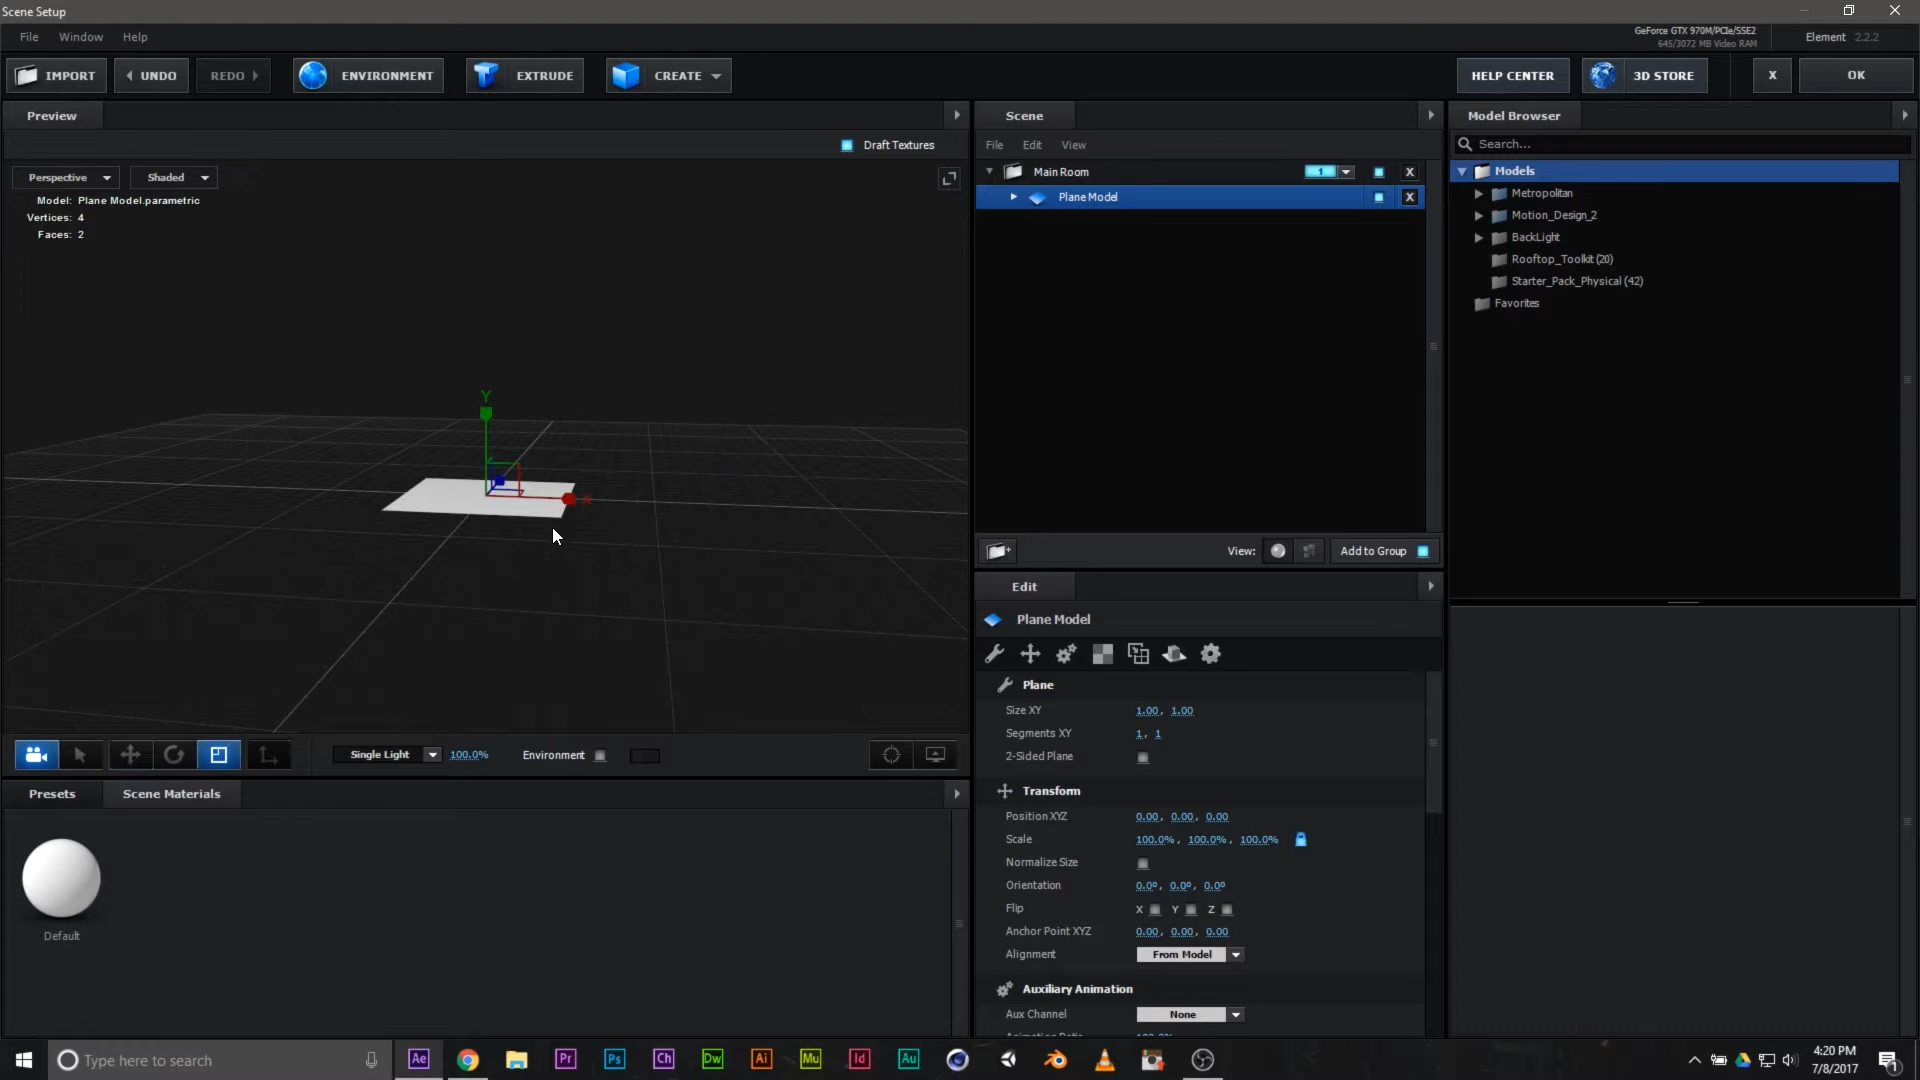 Scene Setup
File Window Help
GeForce GTX 970M/PCIe/SSE2
645/3072 MB Video RAM
Element 2.2.2
IMPORT UNDO REDO ENVIRONMENT EXTRUDE CREATE HELP CENTER 3D STORE X OK
Preview
Draft Textures
Perspective Shaded
Model: Plane Model.parametric
Vertices: 4
Faces: 2
Y
X
Single Light 100.0% Environment
Presets Scene Materials
Default
Scene
File Edit View
Main Room 1 X
Plane Model X
View: Add to Group
Edit
Plane Model
Plane
Size XY 1.00, 1.00
Segments XY 1, 1
2-Sided Plane
Transform
Position XYZ 0.00, 0.00, 0.00
Scale 100.0%, 100.0%, 100.0%
Normalize Size
Orientation 0.0º, 0.0º, 0.0º
Flip X Y Z
Anchor Point XYZ 0.00, 0.00, 0.00
Alignment From Model
Auxiliary Animation
Aux Channel None
Model Browser
Search...
Models
Metropolitan
Motion_Design_2
BackLight
Rooftop_Toolkit (20)
Starter_Pack_Physical (42)
Favorites
Type here to search
Ae Pr Ps Ch Dw Ai Mu Id Au
4:20 PM
7/8/2017
1